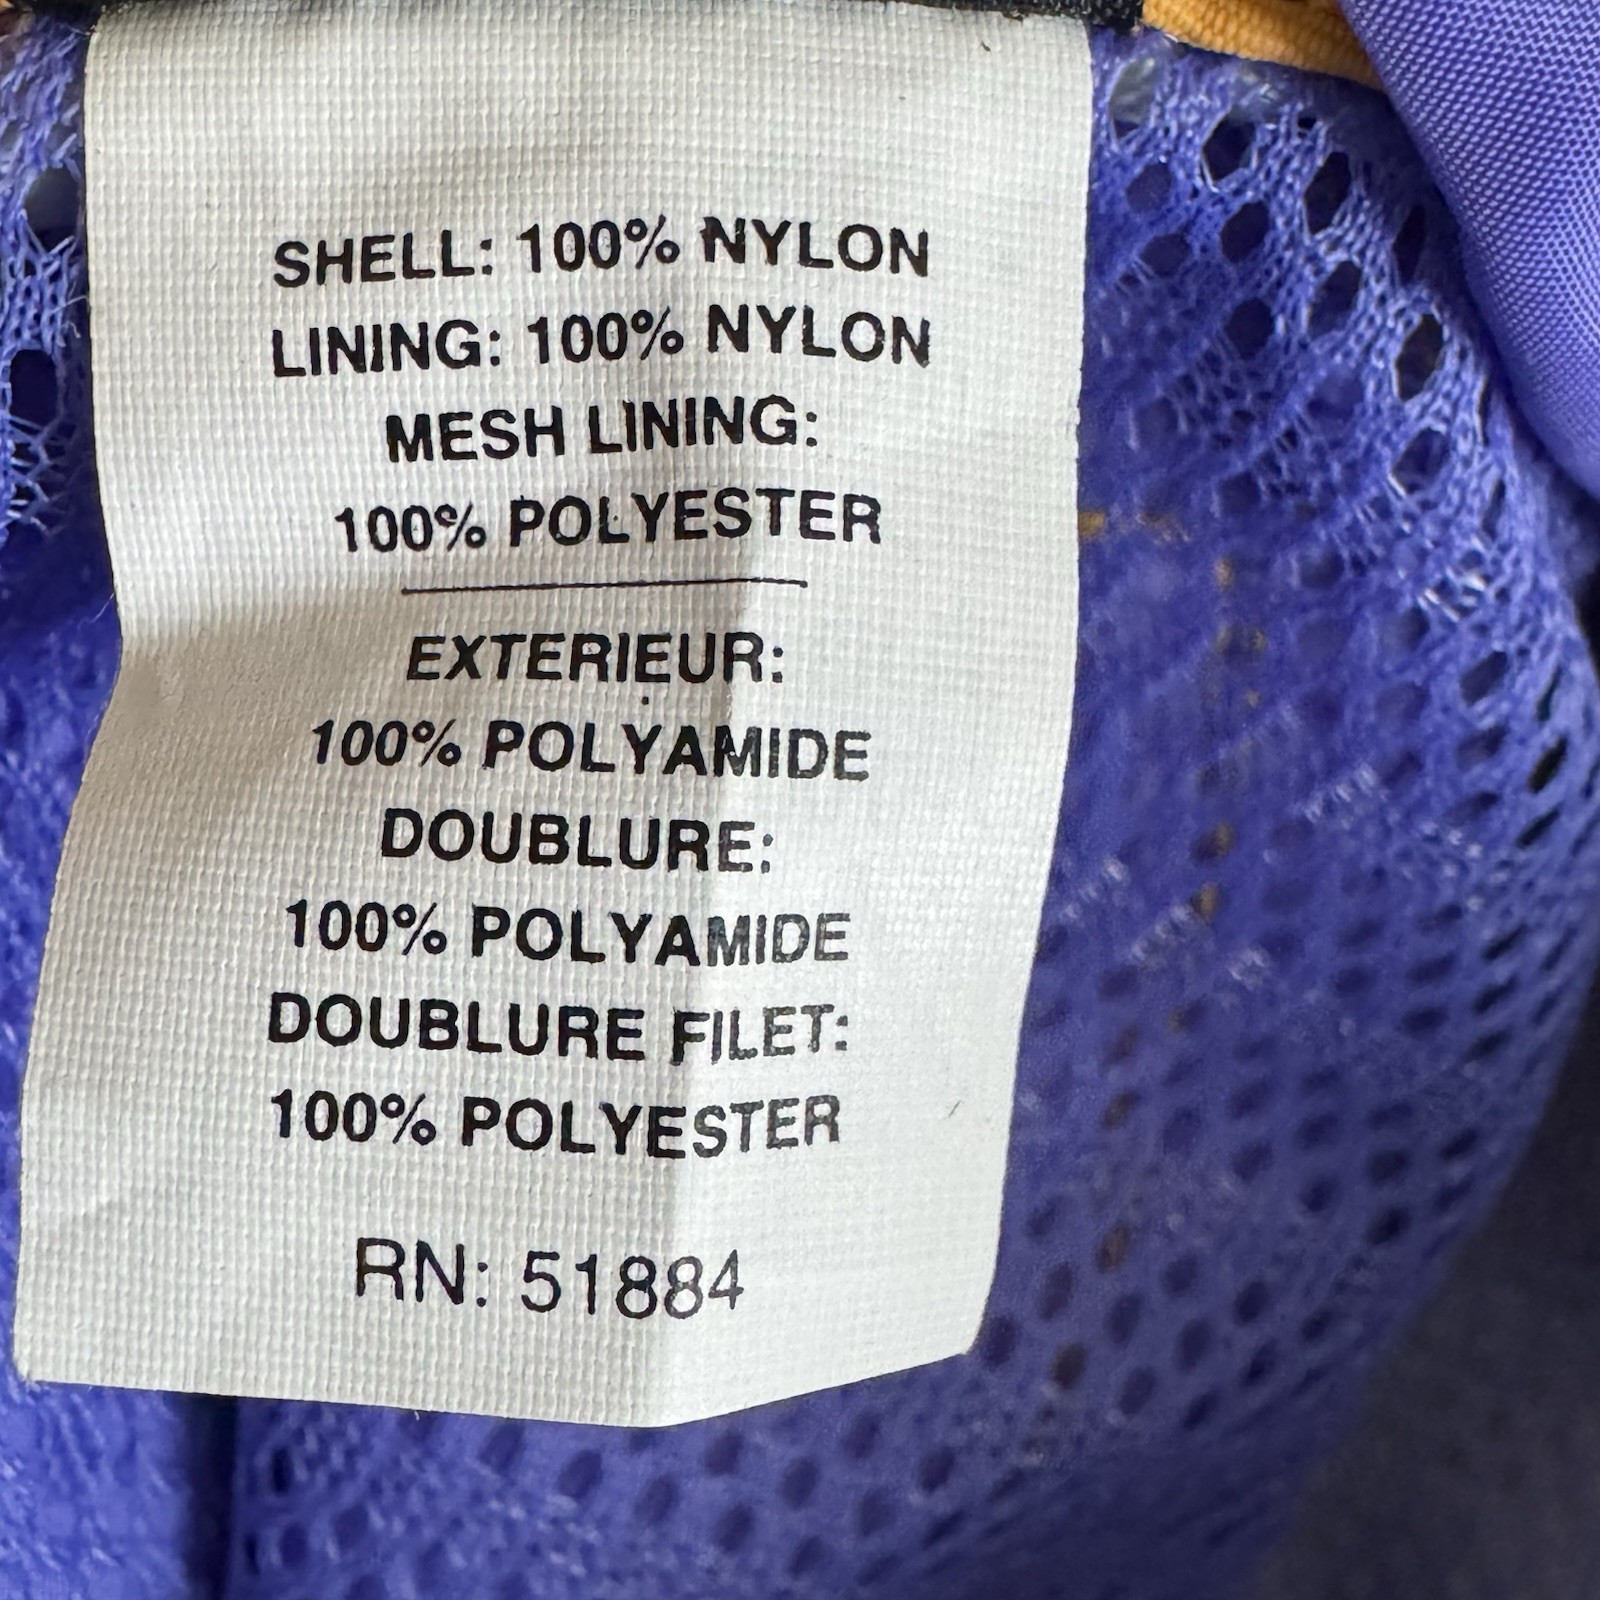 SHELL: 100% NYLON
LINING: 100% NYLON
MESH LINING:
100% POLYESTER
EXTERIEUR:
100% POLYAMIDE
DOUBLURE:
100% POLYAMIDE
DOUBLURE FILET:
100% POLYESTER
RN: 51884